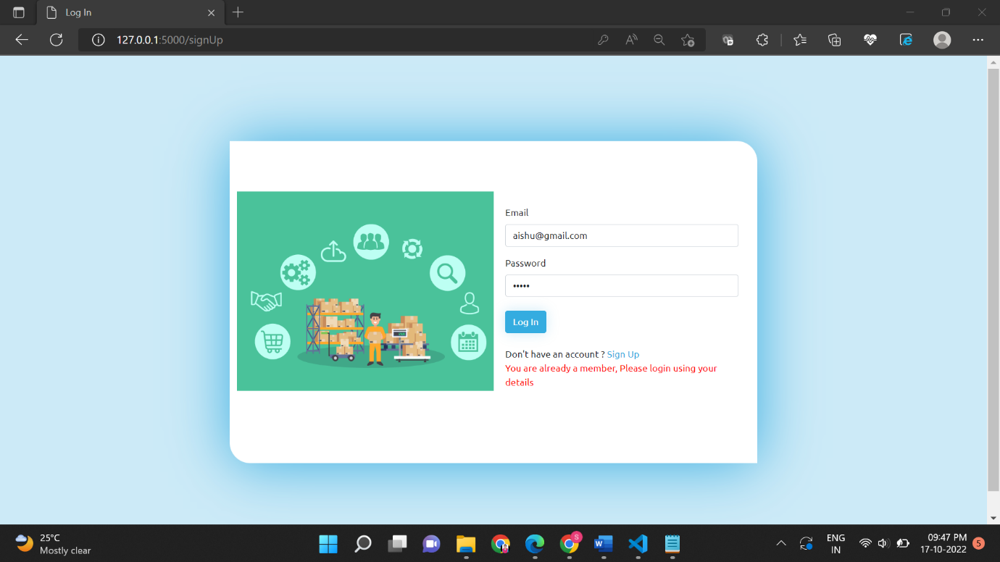 Log In
127.0.0.1:5000/signUp
Email
aishu@gmail.com
Password
•••••
Log In
Don't have an account ? Sign Up
You are already a member, Please login using your
details
25°C
Mostly clear
S
W
ENG
IN
09:47 PM
17-10-2022
5